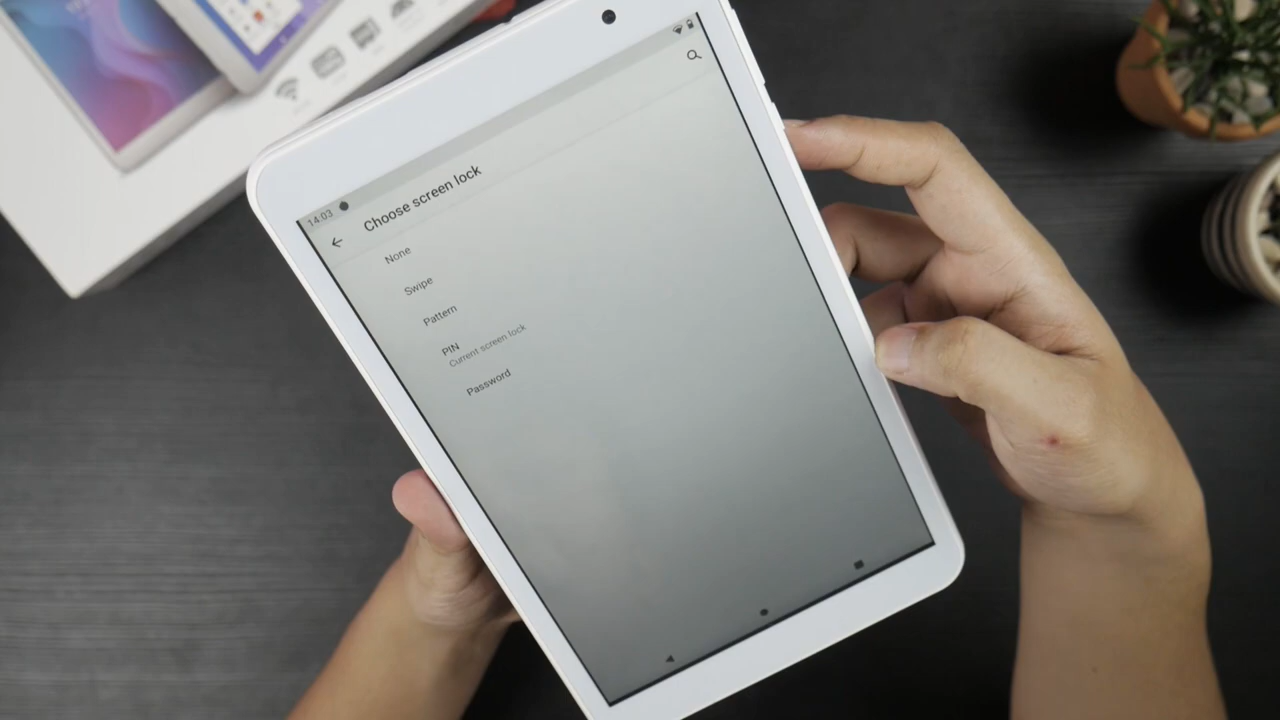 14:03
Choose screen lock
None
Swipe
Pattern
PIN
Current screen lock
Password